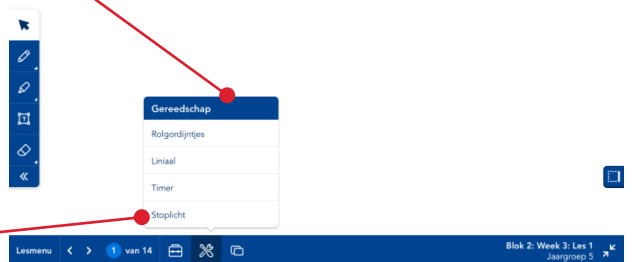 Gereedschap
Rolgordijntjes
Liniaal
Timer
Stoplicht
Lesmenu 1 van 14
Blok 2: Week 3: Les 1
Jaargroep 5